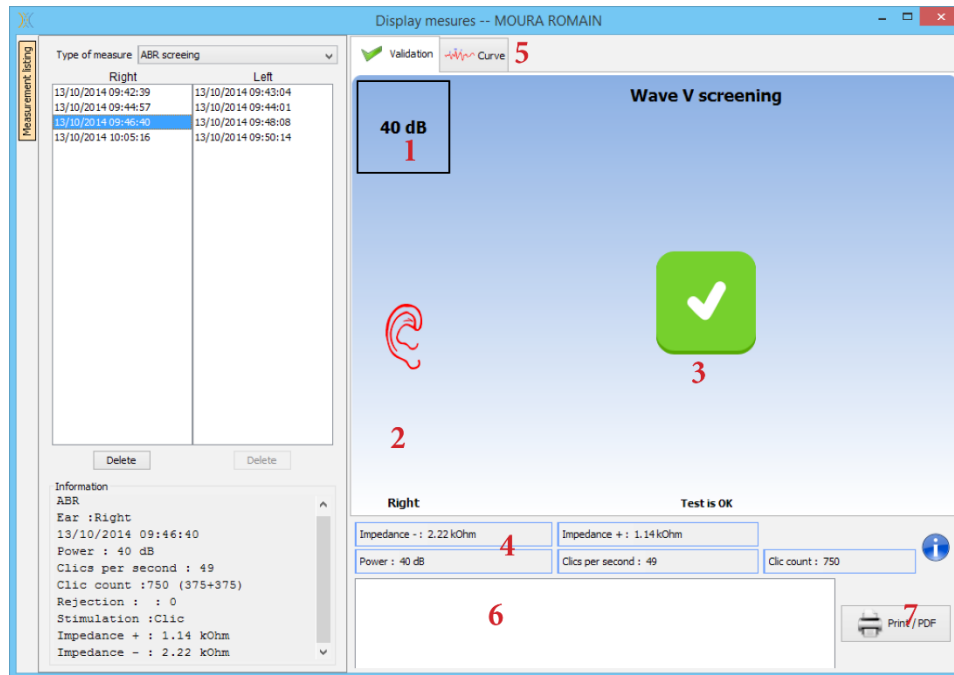 Display mesures -- MOURA ROMAIN
Measurement listing
Type of measure ABR screeing
Right Left
13/10/2014 09:42:39 13/10/2014 09:43:04
13/10/2014 09:44:57 13/10/2014 09:44:01
13/10/2014 09:46:40 13/10/2014 09:48:08
13/10/2014 10:05:16 13/10/2014 09:50:14
Delete Delete
Information
ABR
Ear :Right
13/10/2014 09:46:40
Power : 40 dB
Clics per second : 49
Clic count :750 (375+375)
Rejection : : 0
Stimulation :Clic
Impedance + : 1.14 kOhm
Impedance - : 2.22 kOhm
Validation Curve 5
Wave V screening
40 dB
1
2
3
Right Test is OK
Impedance - : 2.22 kOhm Impedance + : 1.14 kOhm
4
Power : 40 dB Clics per second : 49 Clic count : 750
6
7
Print / PDF